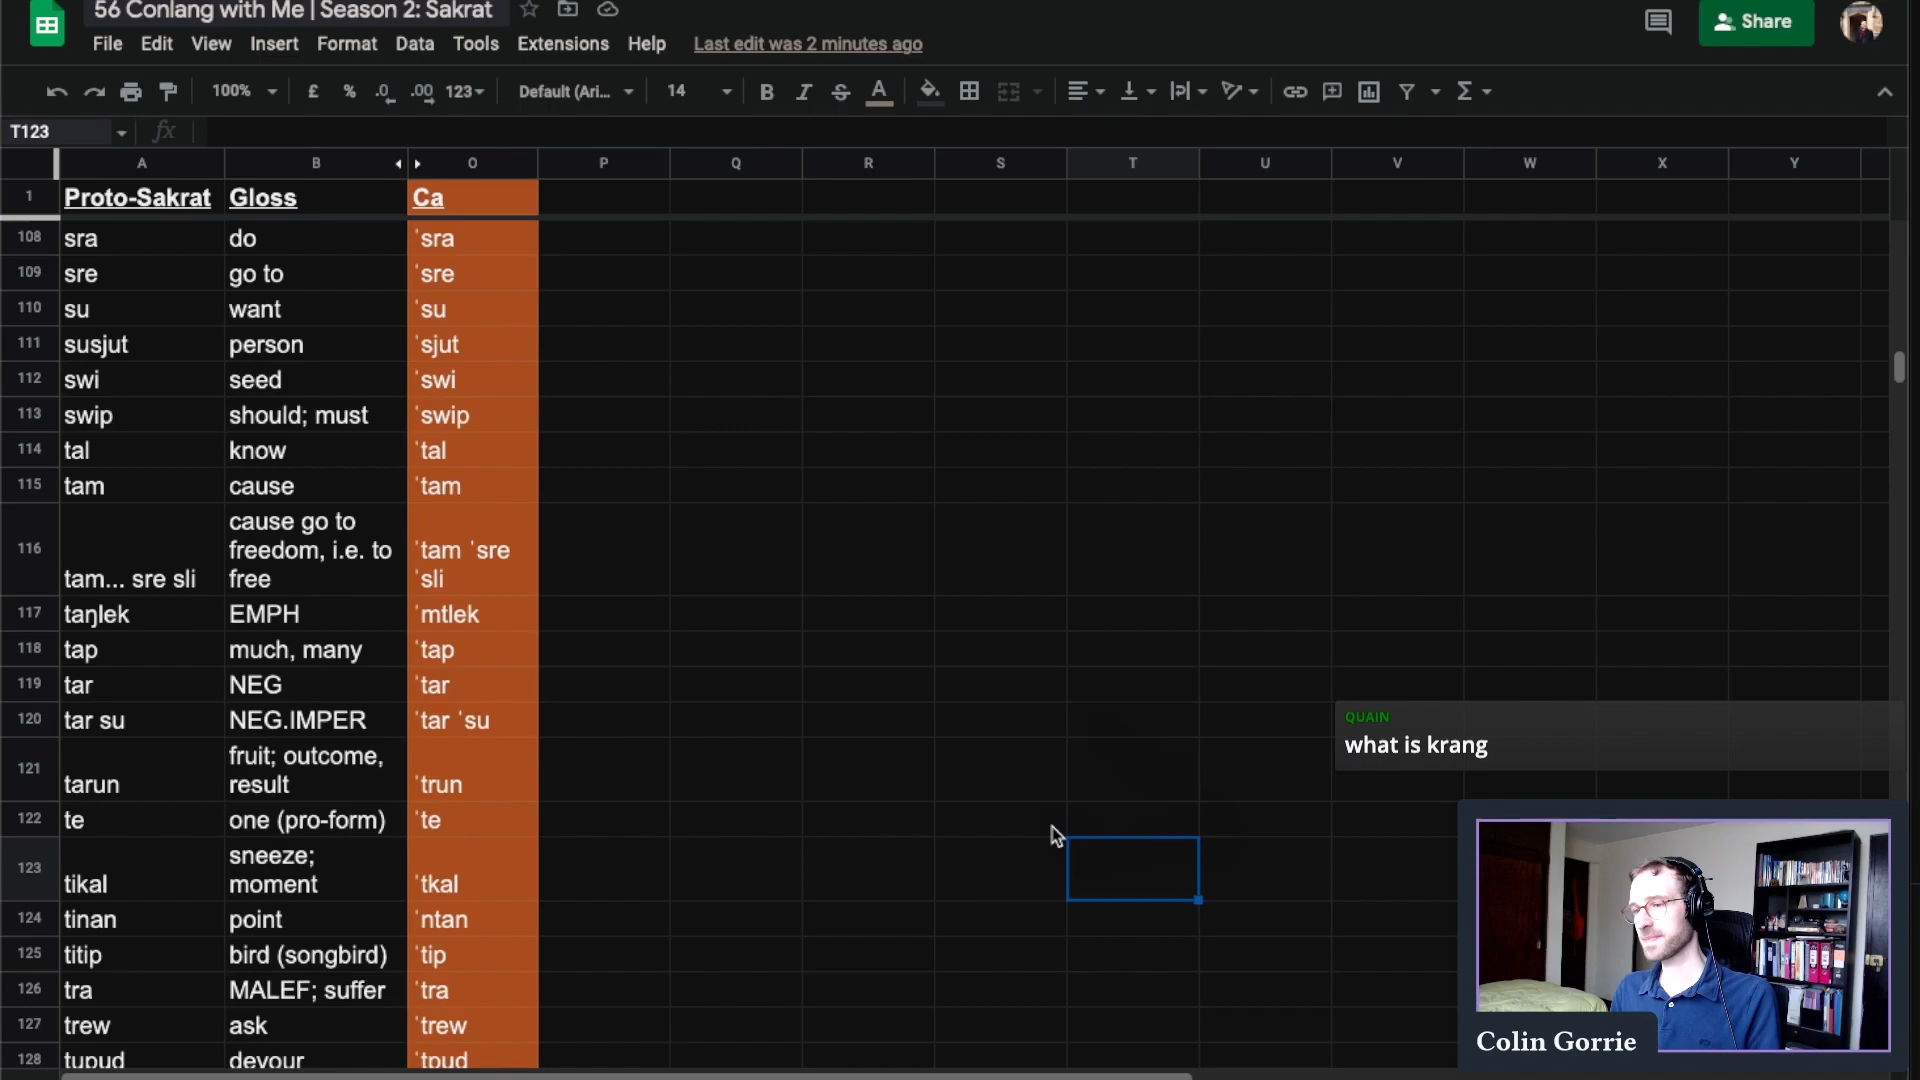 56 Conlang with Me | Season 2: Sakrat
File Edit View Insert Format Data Tools Extensions Help Last edit was 2 minutes ago
Share
100% £ % .0 .00 123 Default (Ari... 14 B I S A Σ
T123 fx
A B O P Q R S T U V W X Y
1 Proto-Sakrat Gloss Ca
108 sra do ˈsra
109 sre go to ˈsre
110 su want ˈsu
111 susjut person ˈsjut
112 swi seed ˈswi
113 swip should; must ˈswip
114 tal know ˈtal
115 tam cause ˈtam
116 tam... sre sli cause go to freedom, i.e. to free ˈtam ˈsre ˈsli
117 taŋlek EMPH ˈmtlek
118 tap much, many ˈtap
119 tar NEG ˈtar
120 tar su NEG.IMPER ˈtar ˈsu
121 tarun fruit; outcome, result ˈtrun
122 te one (pro-form) ˈte
123 tikal sneeze; moment ˈtkal
124 tinan point ˈntan
125 titip bird (songbird) ˈtip
126 tra MALEF; suffer ˈtra
127 trew ask ˈtrew
128 tupud devour ˈtpud
QUAIN
what is krang
Colin Gorrie